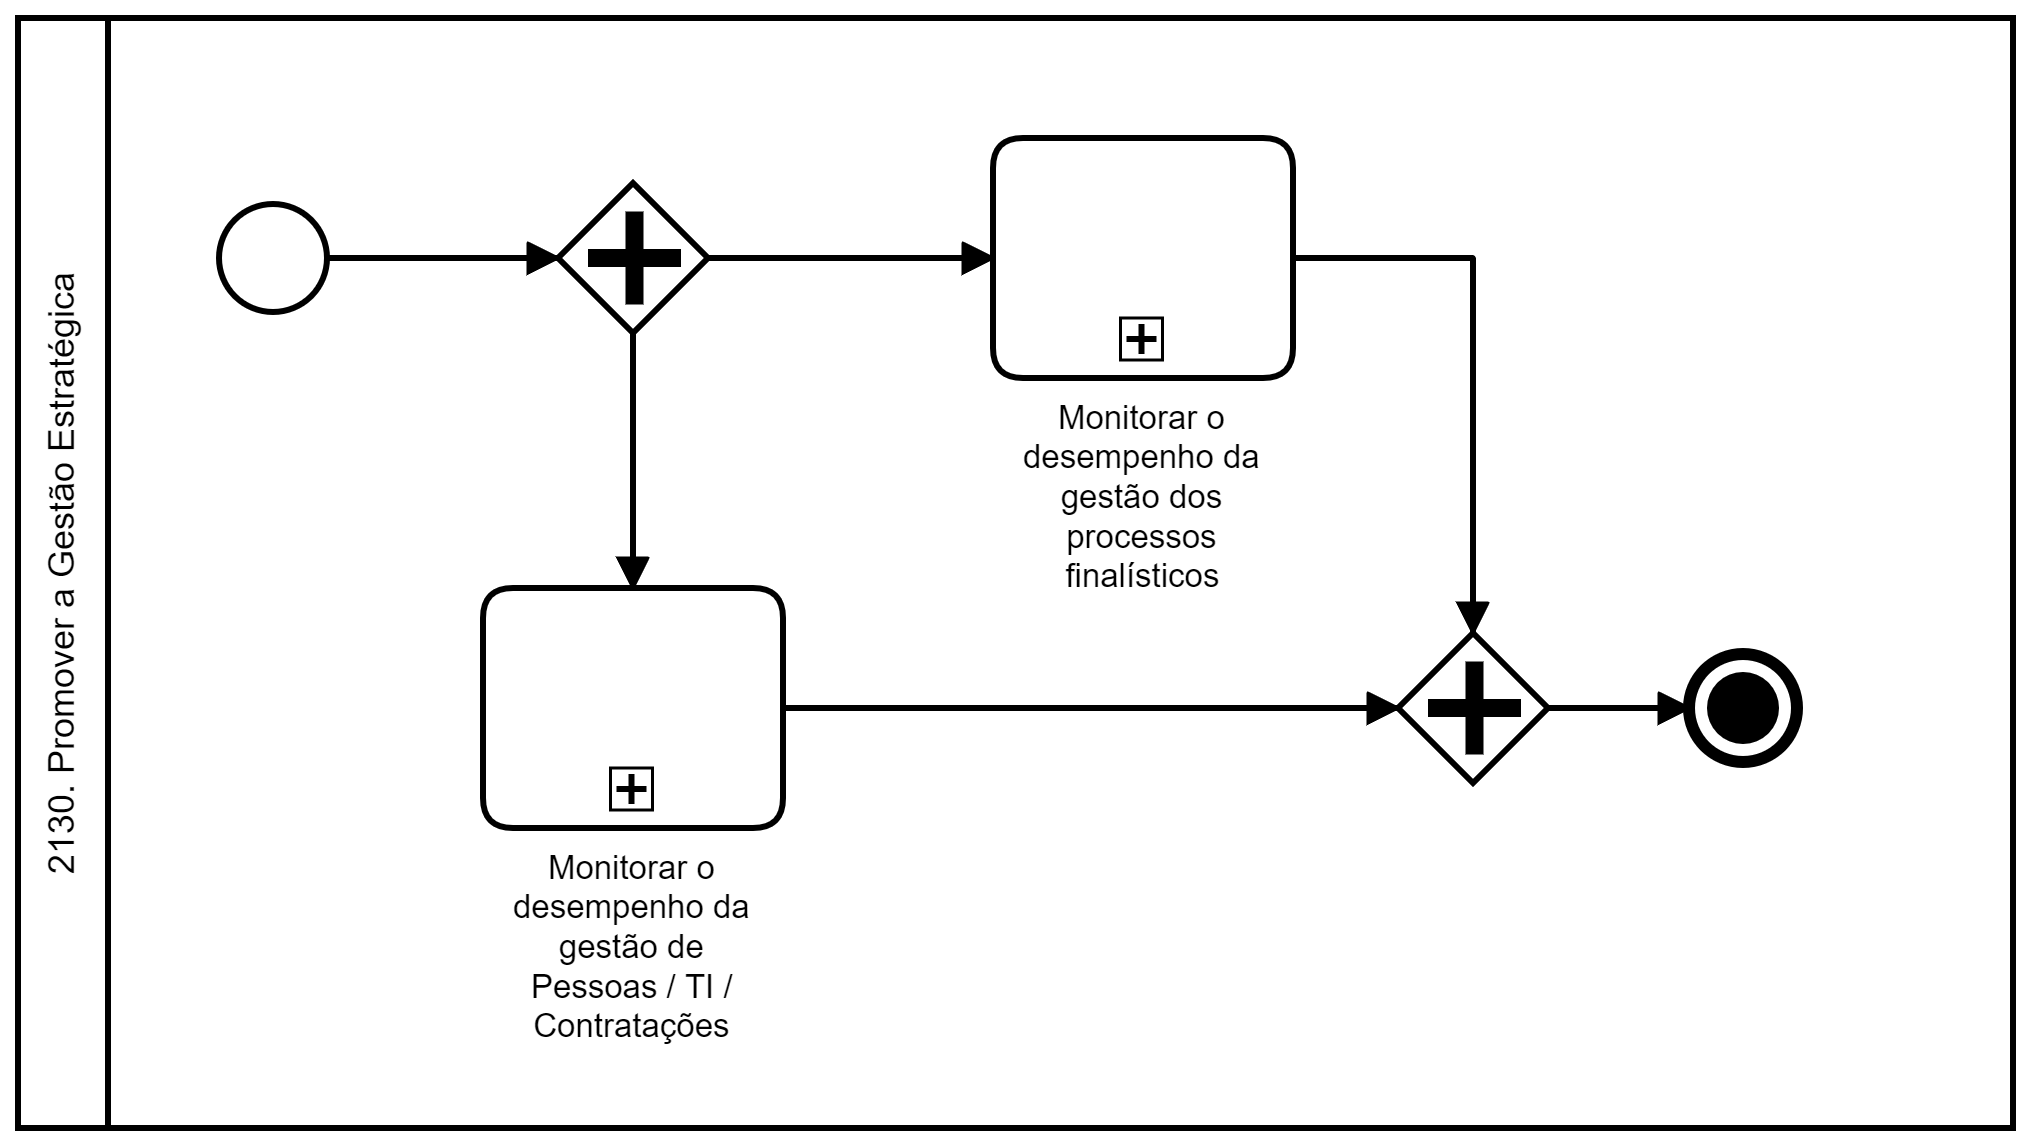 2130. Promover a Gestão Estratégica
Monitorar o
desempenho da
gestão dos
processos
finalísticos
Monitorar o
desempenho da
gestão de
Pessoas / TI /
Contratações